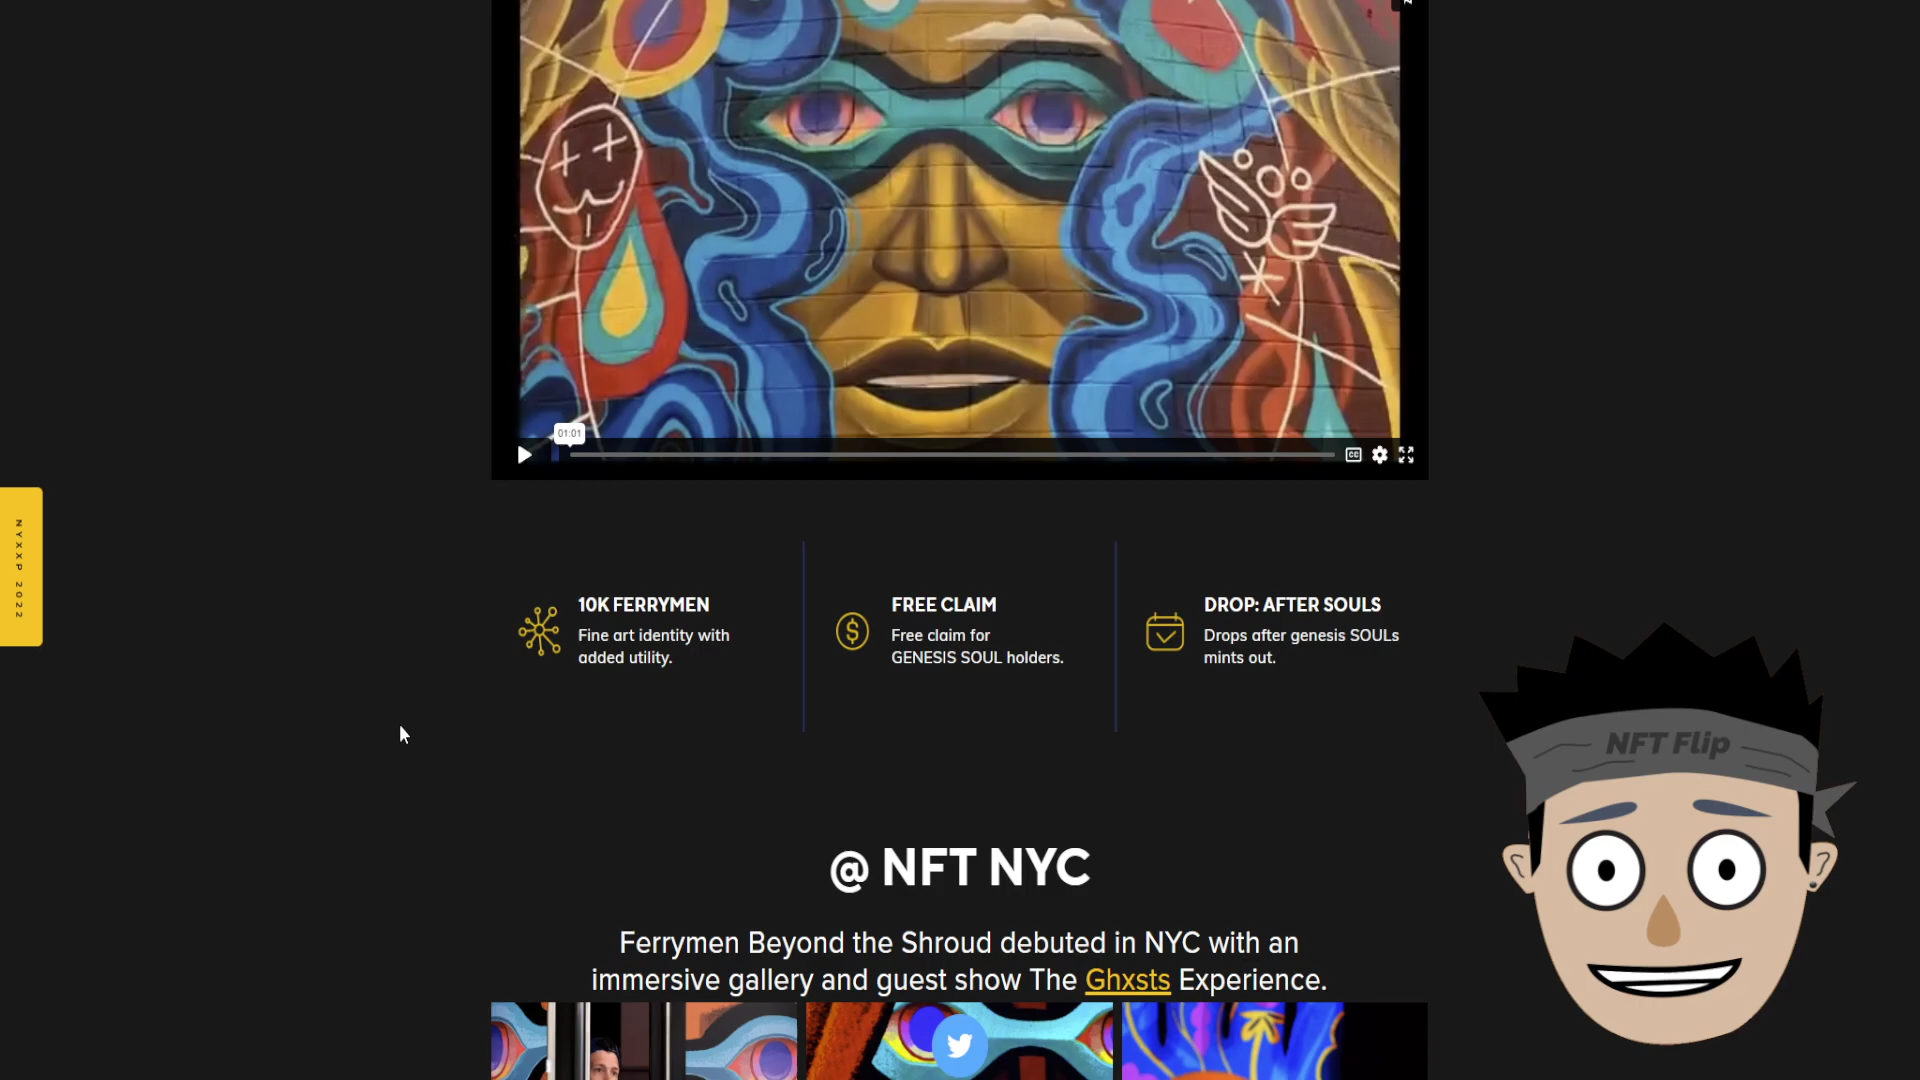 01:01
CC
NYXXP 2022
10K FERRYMEN
Fine art identity with
added utility.
FREE CLAIM
Free claim for
GENESIS SOUL holders.
DROP: AFTER SOULS
Drops after genesis SOULs
mints out.
NFT Flip
@ NFT NYC
Ferrymen Beyond the Shroud debuted in NYC with an
immersive gallery and guest show The Ghxsts Experience.